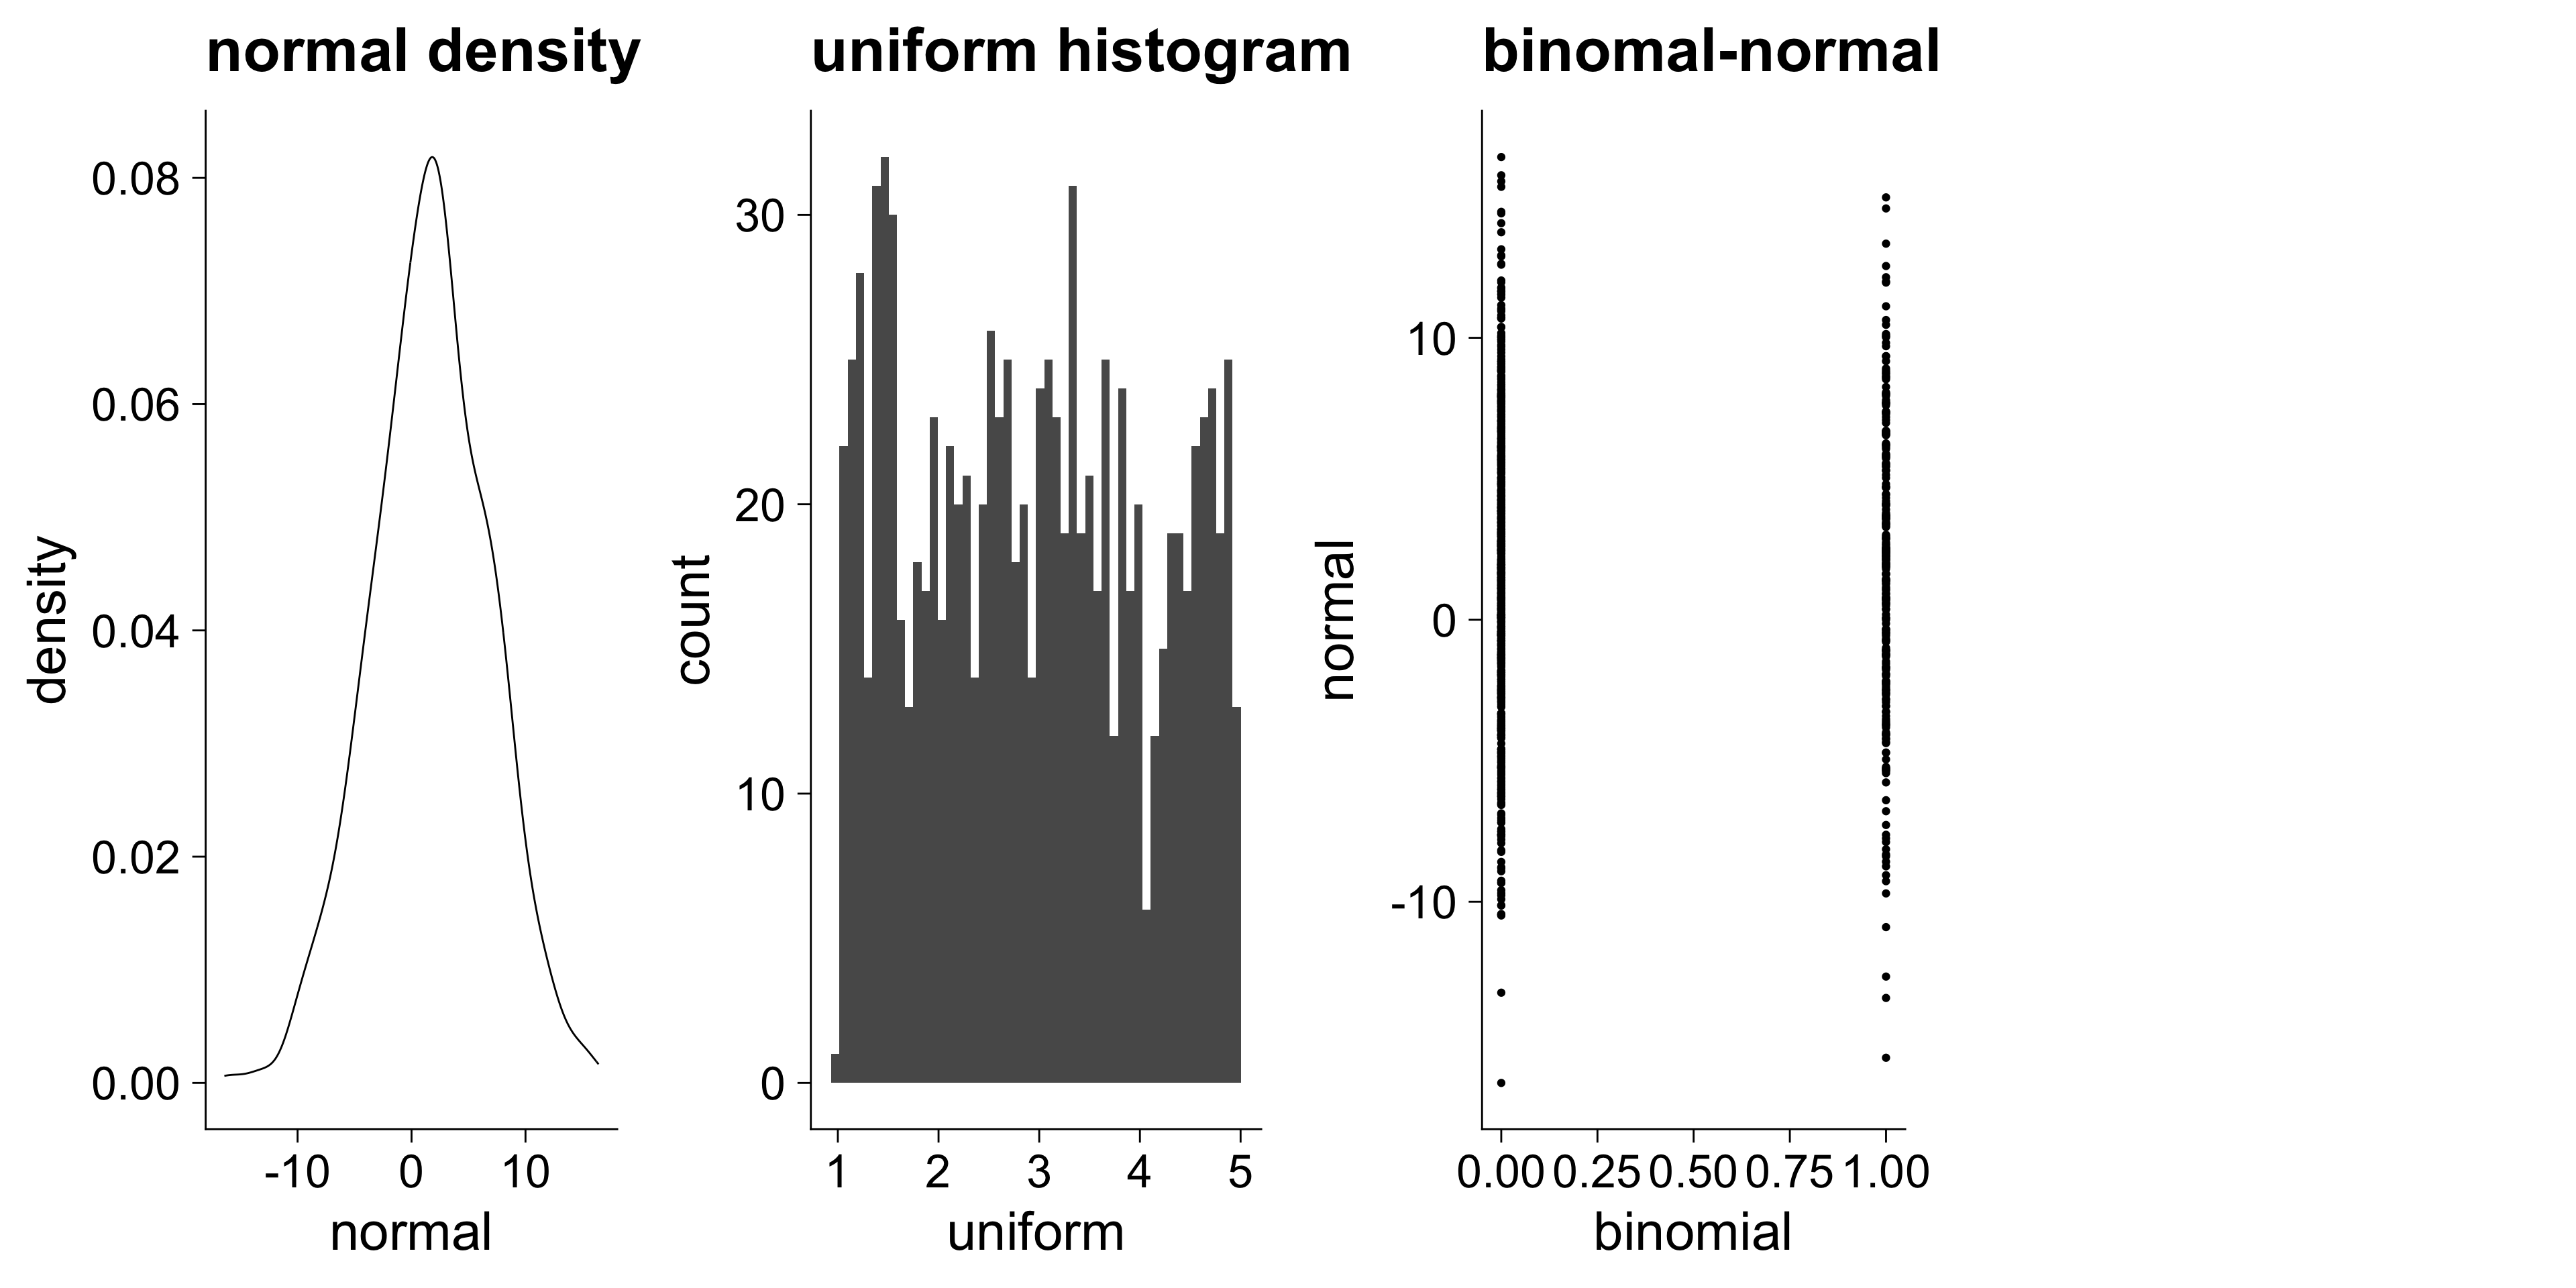 normal density
density
0.08
0.06
0.04
0.02
0.00
-10 0 10
normal
uniform histogram
count
30
20
10
0
1 2 3 4 5
uniform
binomal-normal
normal
10
0
-10
0.00 0.25 0.50 0.75 1.00
binomial